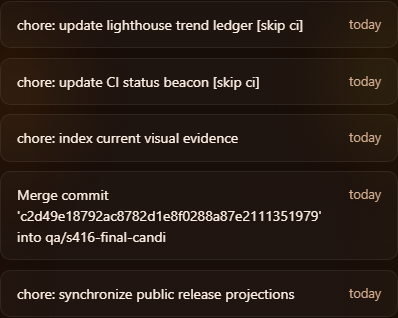 chore: update lighthouse trend ledger [skip ci] today
chore: update CI status beacon [skip ci] today
chore: index current visual evidence today
Merge commit today
'c2d49e18792ac8782d1e8f0288a87e2111351979'
into qa/s416-final-candi
chore: synchronize public release projections today